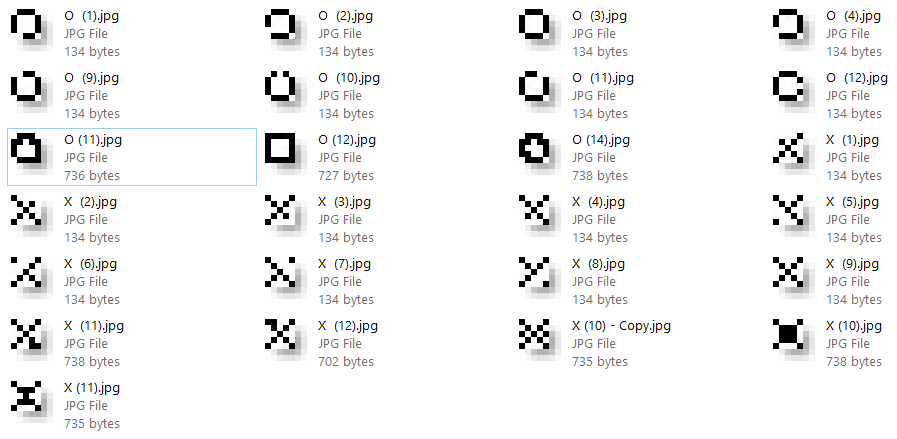 O  (1).jpg
JPG File
134 bytes
O  (2).jpg
JPG File
134 bytes
O  (3).jpg
JPG File
134 bytes
O  (4).jpg
JPG File
134 bytes
O  (9).jpg
JPG File
134 bytes
O  (10).jpg
JPG File
134 bytes
O  (11).jpg
JPG File
134 bytes
O  (12).jpg
JPG File
134 bytes
O (11).jpg
JPG File
736 bytes
O (12).jpg
JPG File
727 bytes
O (14).jpg
JPG File
738 bytes
X  (1).jpg
JPG File
134 bytes
X  (2).jpg
JPG File
134 bytes
X  (3).jpg
JPG File
134 bytes
X  (4).jpg
JPG File
134 bytes
X  (5).jpg
JPG File
134 bytes
X  (6).jpg
JPG File
134 bytes
X  (7).jpg
JPG File
134 bytes
X  (8).jpg
JPG File
134 bytes
X  (9).jpg
JPG File
134 bytes
X  (11).jpg
JPG File
738 bytes
X  (12).jpg
JPG File
702 bytes
X (10) - Copy.jpg
JPG File
735 bytes
X (10).jpg
JPG File
738 bytes
X (11).jpg
JPG File
735 bytes